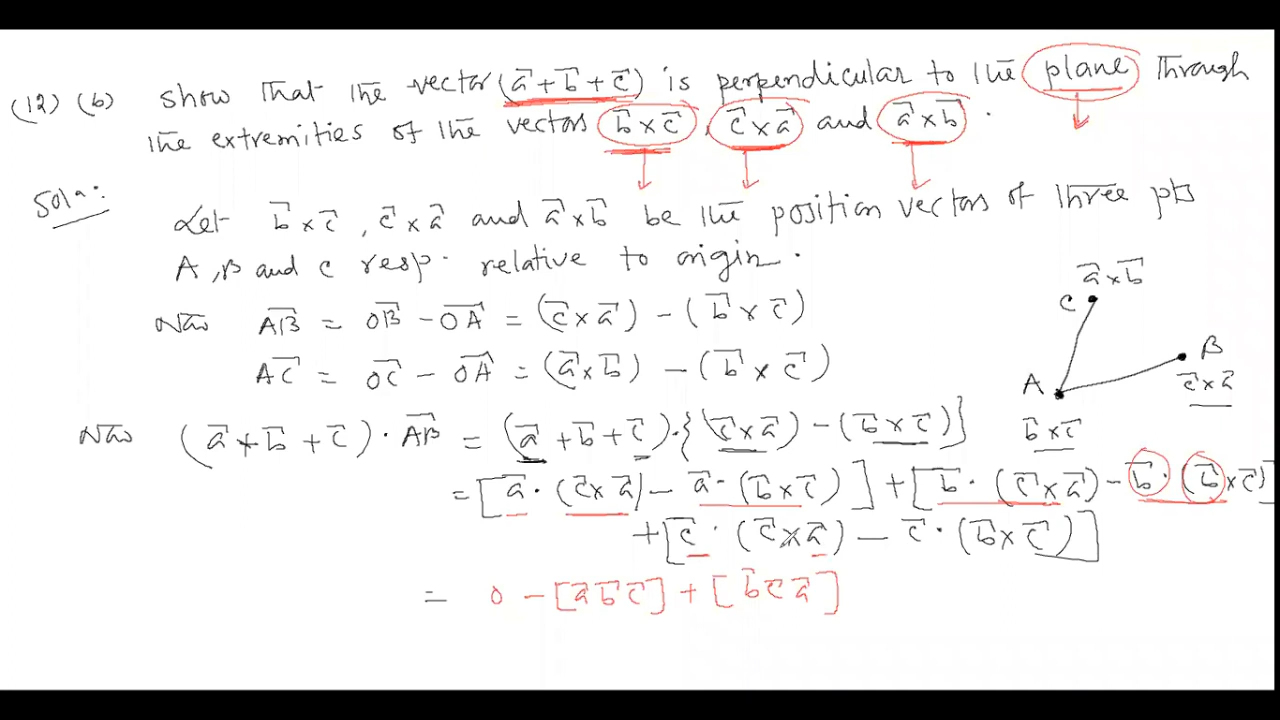 (12) (b) show that the vector (a⃗ + b⃗ + c⃗) is perpendicular to the plane through
the extremities of the vectors b⃗ × c⃗, c⃗ × a⃗ and a⃗ × b⃗.
Soln:
Let b⃗ × c⃗, c⃗ × a⃗ and a⃗ × b⃗ be the position vectors of three pts
A, B and C resp. relative to origin.
Now AB⃗ = OB⃗ - OA⃗ = (c⃗ × a⃗) - (b⃗ × c⃗)
AC⃗ = OC⃗ - OA⃗ = (a⃗ × b⃗) - (b⃗ × c⃗)
C a⃗ × b⃗
B c⃗ × a⃗
A b⃗ × c⃗
Now (a⃗ + b⃗ + c⃗) · AB⃗ = (a⃗ + b⃗ + c⃗) · {(c⃗ × a⃗) - (b⃗ × c⃗)}
= [a⃗ · (c⃗ × a⃗) - a⃗ · (b⃗ × c⃗)] + [b⃗ · (c⃗ × a⃗) - b⃗ · (b⃗ × c⃗)]
+ [c⃗ · (c⃗ × a⃗) - c⃗ · (b⃗ × c⃗)]
= 0 - [a⃗ b⃗ c⃗] + [b⃗ c⃗ a⃗]